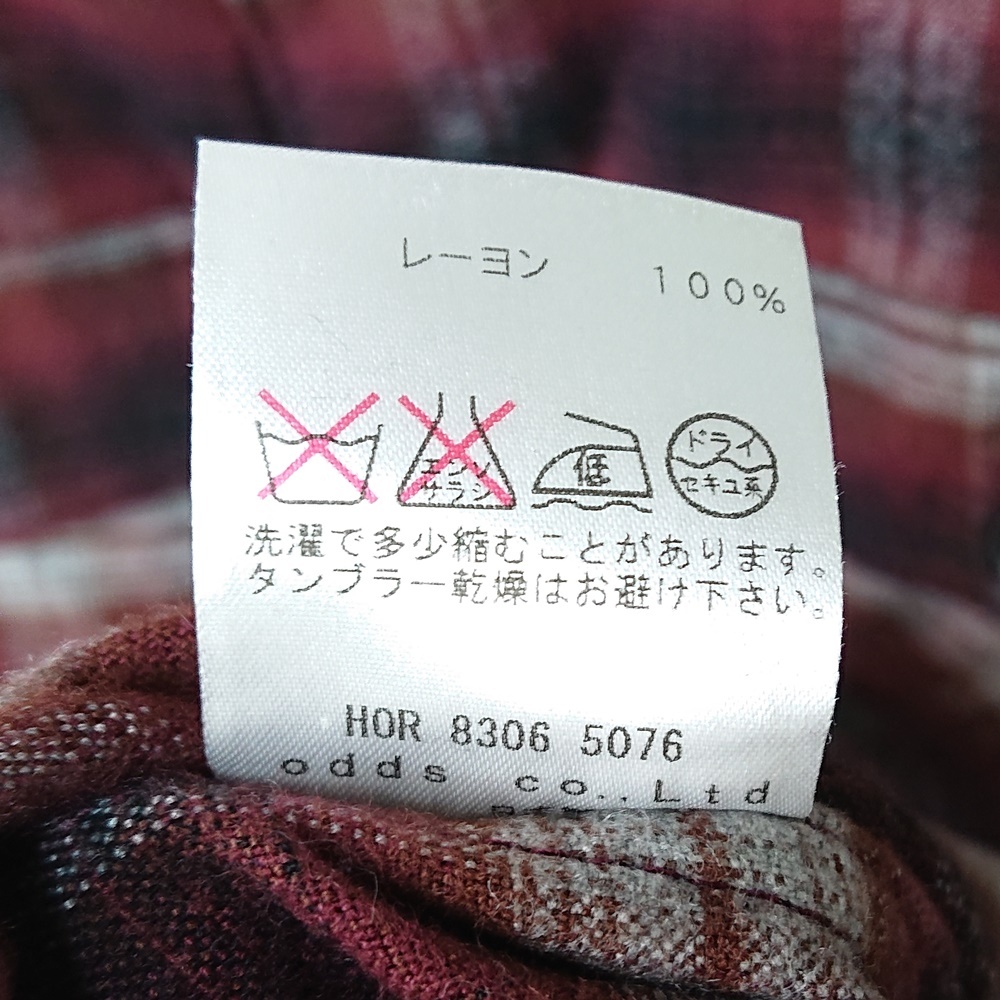 レーヨン 100%
エンソ
サラシ
低
ドライ
セキユ系
洗濯で多少縮むことがあります。
タンブラー乾燥はお避け下さい。
HOR 8306 5076
odds co.,Ltd